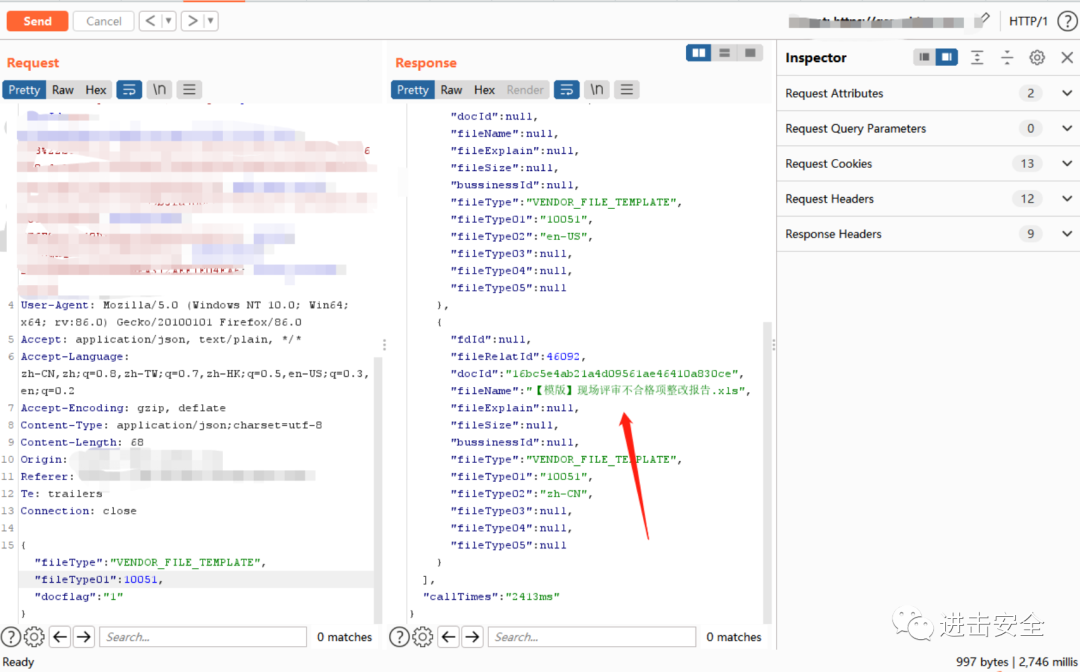 Send
Cancel
<
>
HTTP/1
Request
Response
Inspector
Pretty
Raw
Hex
\n
Pretty
Raw
Hex
Render
\n
Request Attributes
2
Request Query Parameters
0
Request Cookies
13
Request Headers
12
Response Headers
9
4 User-Agent: Mozilla/5.0 (Windows NT 10.0; Win64;
x64; rv:86.0) Gecko/20100101 Firefox/86.0
5 Accept: application/json, text/plain, */*
6 Accept-Language:
zh-CN,zh;q=0.8,zh-TW;q=0.7,zh-HK;q=0.5,en-US;q=0.3,
en;q=0.2
7 Accept-Encoding: gzip, deflate
8 Content-Type: application/json;charset=utf-8
9 Content-Length: 68
10 Origin:
11 Referer:
12 Te: trailers
13 Connection: close
14
15 {
"fileType":"VENDOR_FILE_TEMPLATE",
"fileType01":10051,
"docflag":"1"
}
"docId":null,
"fileName":null,
"fileExplain":null,
"fileSize":null,
"bussinessId":null,
"fileType":"VENDOR_FILE_TEMPLATE",
"fileType01":"10051",
"fileType02":"en-US",
"fileType03":null,
"fileType04":null,
"fileType05":null
},
{
"fdId":null,
"fileRelatId":46092,
"docId":"16bc5e4ab21a4d09561ae46410a830ce",
"fileName":"【模版】现场评审不合格项整改报告.xls",
"fileExplain":null,
"fileSize":null,
"bussinessId":null,
"fileType":"VENDOR_FILE_TEMPLATE",
"fileType01":"10051",
"fileType02":"zh-CN",
"fileType03":null,
"fileType04":null,
"fileType05":null
}
],
"callTimes":"2413ms"
}
Search...
0 matches
Search...
0 matches
进击安全
Ready
997 bytes | 2,746 millis